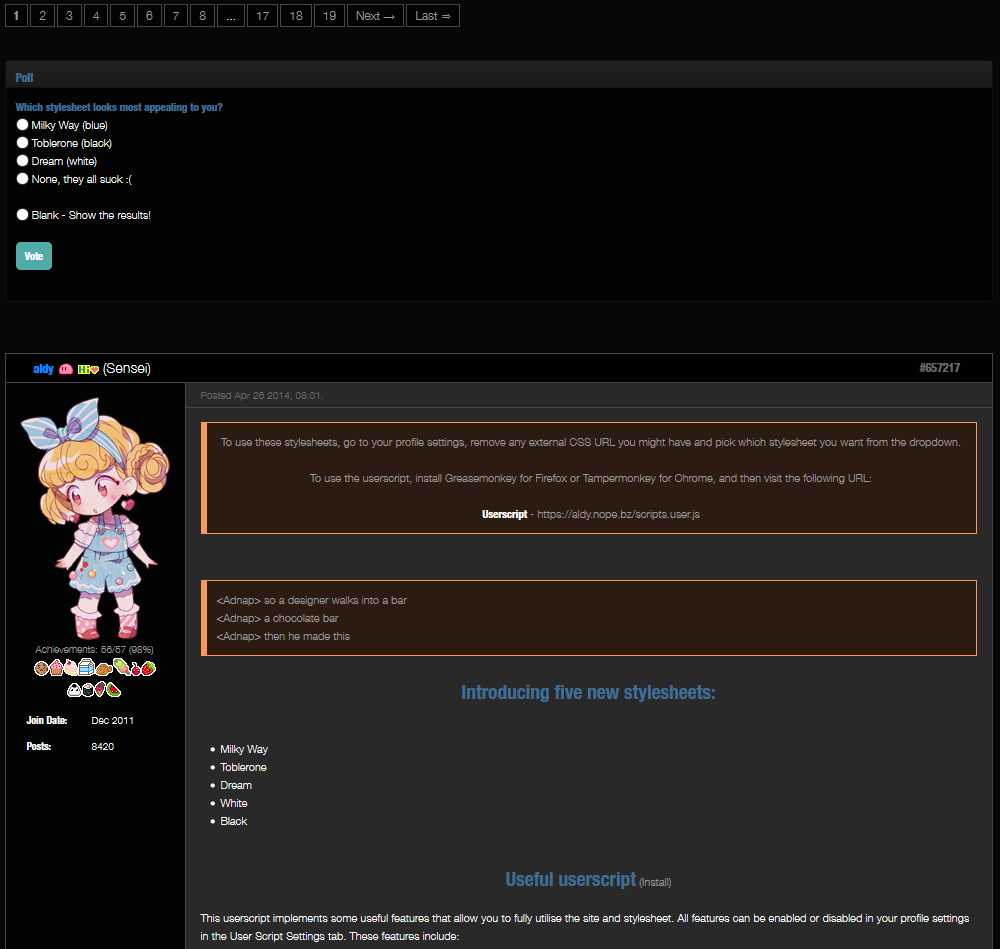 1 2 3 4 5 6 7 8 ... 17 18 19 Next → Last ⇒
Poll
Which stylesheet looks most appealing to you?
Milky Way (blue)
Toblerone (black)
Dream (white)
None, they all suck :(
Blank - Show the results!
Vote
aldy Hi (Sensei) #657217
Posted Apr 26 2014, 08:01.
To use these stylesheets, go to your profile settings, remove any external CSS URL you might have and pick which stylesheet you want from the dropdown.
To use the userscript, install Greasemonkey for Firefox or Tampermonkey for Chrome, and then visit the following URL:
Userscript - https://aldy.nope.bz/scripts.user.js
<Adnap> so a designer walks into a bar
<Adnap> a chocolate bar
<Adnap> then he made this
Achievements: 56/57 (98%)
Join Date: Dec 2011
Posts: 8420
Introducing five new stylesheets:
• Milky Way
• Toblerone
• Dream
• White
• Black
Useful userscript (Install)
This userscript implements some useful features that allow you to fully utilise the site and stylesheet. All features can be enabled or disabled in your profile settings
in the User Script Settings tab. These features include: